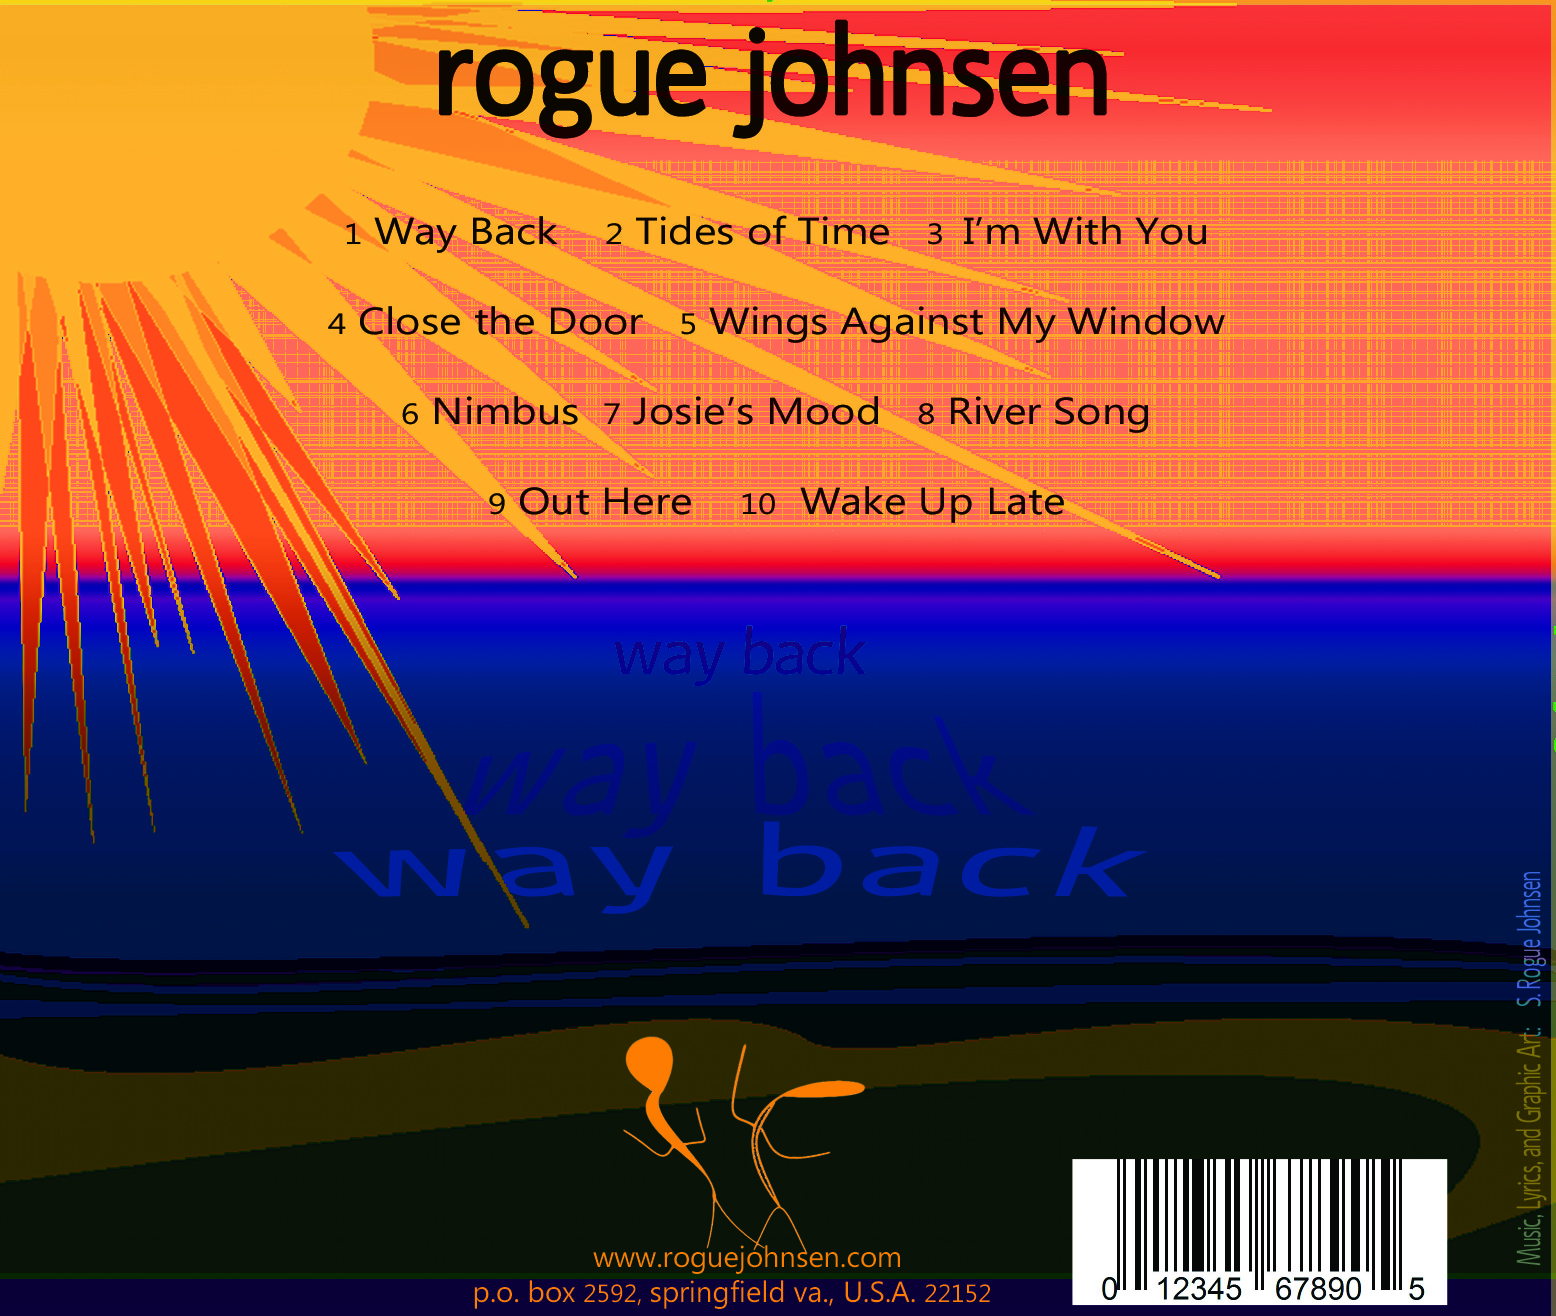 rogue johnsen
1 Way Back 2 Tides of Time 3 I'm With You
4 Close the Door 5 Wings Against My Window
6 Nimbus 7 Josie's Mood 8 River Song
9 Out Here 10 Wake Up Late
way back
way back
way back
Music, Lyrics, and Graphic Art: S. Rogue Johnsen
www.roguejohnsen.com
p.o. box 2592, springfield va., U.S.A. 22152
0 12345 67890 5